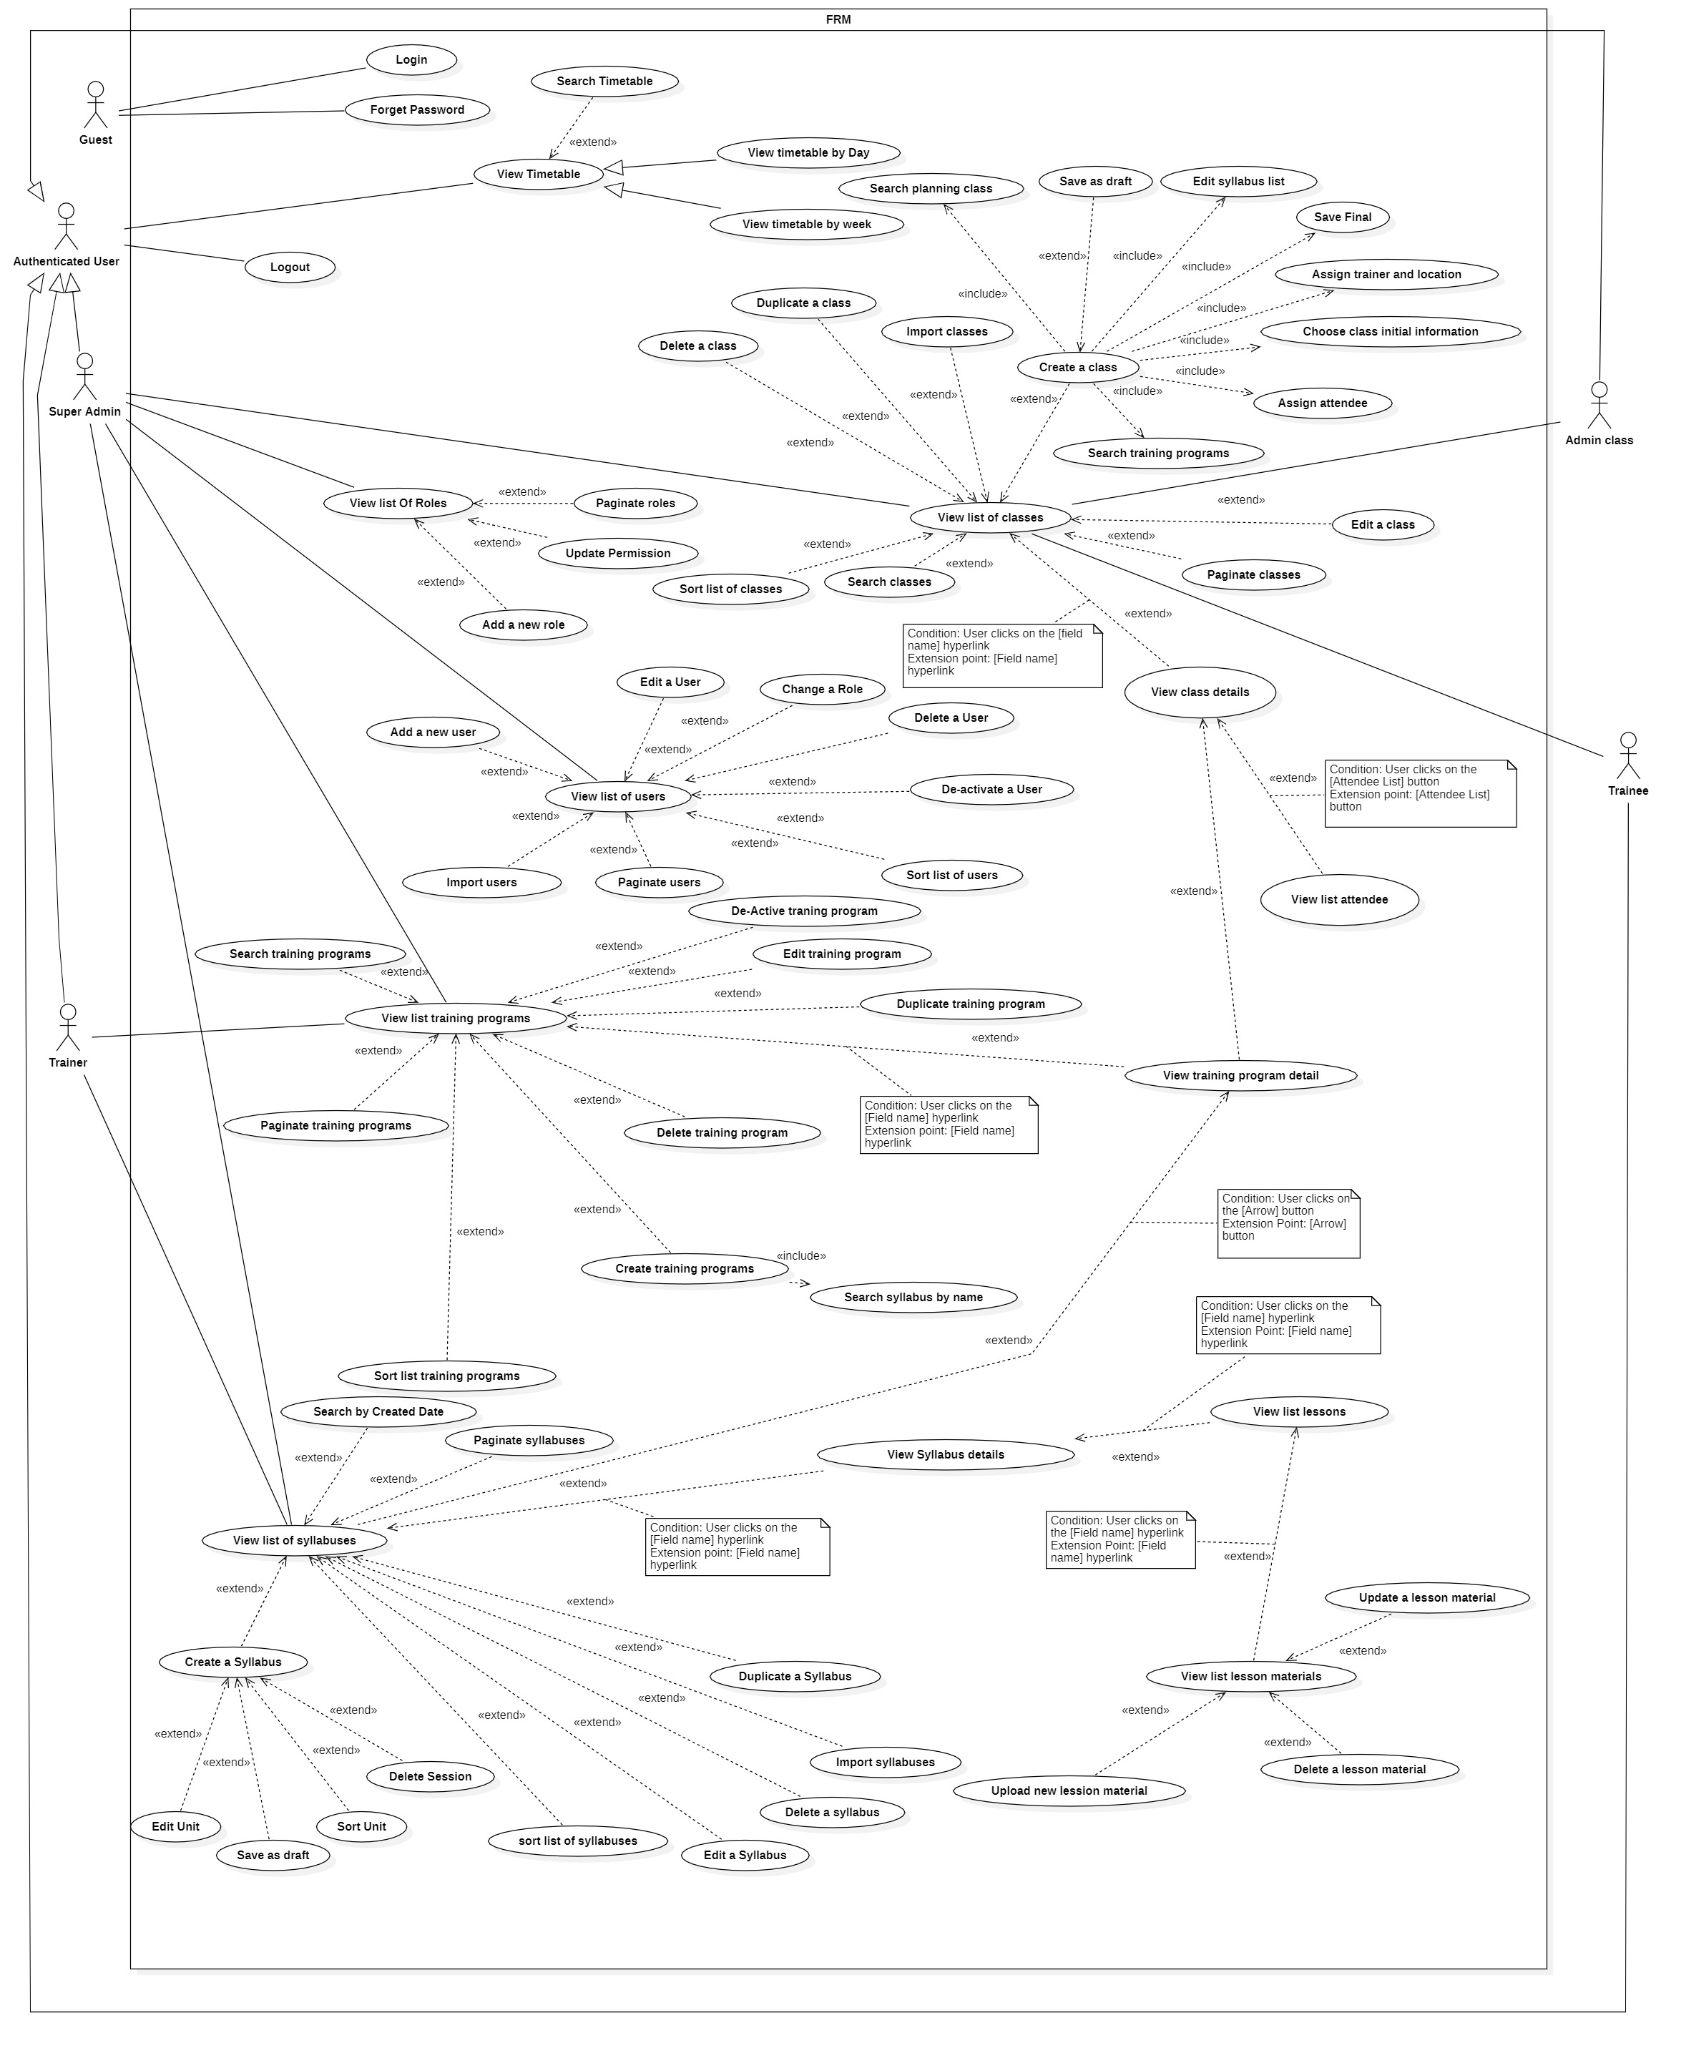 FRM
Login
Search Timetable
Forget Password
Guest
«extend»
View timetable by Day
View Timetable
Search planning class
Save as draft
Edit syllabus list
Save Final
View timetable by week
Authenticated User
Logout
«extend»
«include»
«include»
Assign trainer and location
«include»
«include»
Duplicate a class
Import classes
Choose class initial information
«include»
Delete a class
Create a class
«include»
Super Admin
«extend»
«extend»
«include»
Assign attendee
«extend»
«extend»
Admin class
Search training programs
View list Of Roles
«extend»
Paginate roles
View list of classes
«extend»
Edit a class
«extend»
Update Permission
«extend»
«extend»
«extend»
Sort list of classes
Search classes
Paginate classes
«extend»
Add a new role
«extend»
Condition: User clicks on the [field
name] hyperlink
Extension point: [Field name]
hyperlink
Edit a User
Change a Role
View class details
Add a new user
«extend»
Delete a User
«extend»
«extend»
«extend»
De-activate a User
View list of users
«extend»
Condition: User clicks on the
[Attendee List] button
Extension point: [Attendee List]
button
Trainee
«extend»
«extend»
«extend»
«extend»
Import users
Paginate users
Sort list of users
«extend»
View list attendee
De-Active traning program
«extend»
Search training programs
Edit training program
«extend»
«extend»
«extend»
Duplicate training program
View list training programs
«extend»
Trainer
«extend»
View training program detail
Condition: User clicks on the
[Field name] hyperlink
Extension point: [Field name]
hyperlink
«extend»
Paginate training programs
Delete training program
Condition: User clicks on
the [Arrow] button
Extension Point: [Arrow]
button
«extend»
«extend»
Create training programs
«include»
Search syllabus by name
Condition: User clicks on the
[Field name] hyperlink
Extension Point: [Field name]
hyperlink
«extend»
Sort list training programs
Search by Created Date
Paginate syllabuses
View list lessons
View Syllabus details
«extend»
«extend»
«extend»
«extend»
View list of syllabuses
Condition: User clicks on the
[Field name] hyperlink
Extension point: [Field name]
hyperlink
Condition: User clicks on
the [Field name] hyperlink
Extension Point: [Field
name] hyperlink
«extend»
«extend»
«extend»
Update a lesson material
«extend»
«extend»
Create a Syllabus
Duplicate a Syllabus
View list lesson materials
«extend»
«extend»
«extend»
«extend»
«extend»
«extend»
«extend»
«extend»
«extend»
«extend»
Import syllabuses
Delete a lesson material
Delete Session
Upload new lession material
Delete a syllabus
Edit Unit
Sort Unit
sort list of syllabuses
Save as draft
Edit a Syllabus